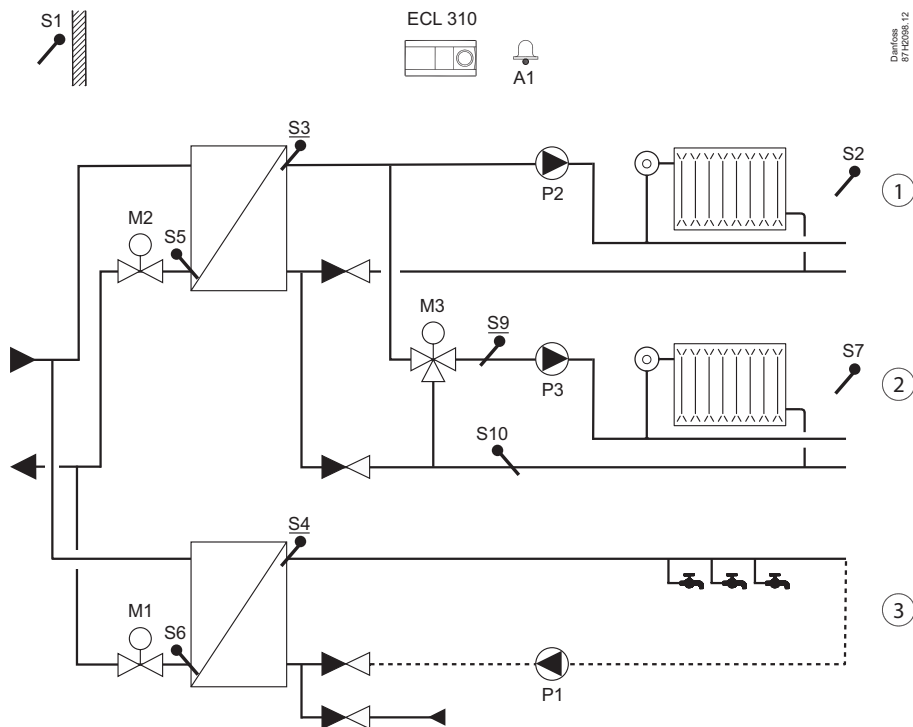 S1
ECL 310
A1
Danfoss
87H2098.12
S3
P2
S2
1
M2
S5
M3
S9
P3
S7
2
S10
S4
M1
S6
P1
3